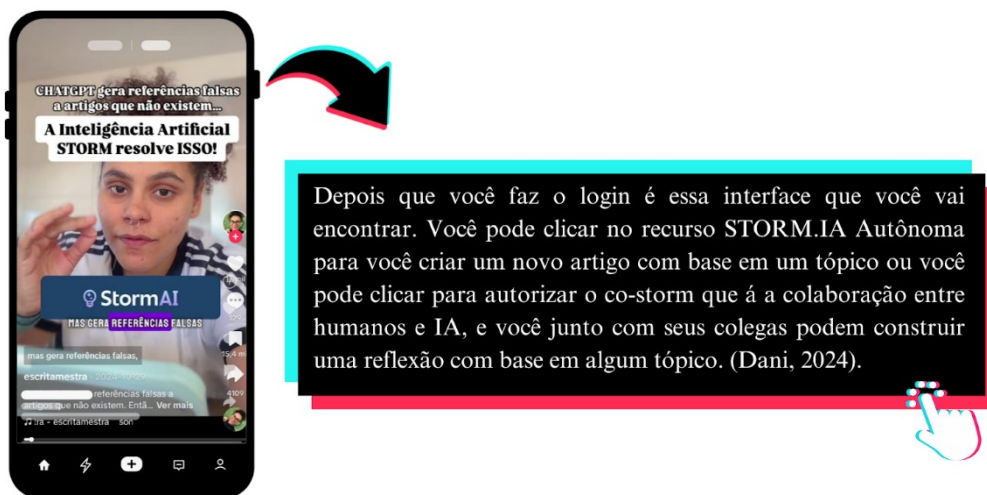 CHATGPT gera referências falsas
a artigos que não existem...
A Inteligência Artificial
STORM resolve ISSO!
StormAI
MAS GERA REFERÊNCIAS FALSAS
mas gera referências falsas,
15,4 m
escritamestra
referências falsas a
4109
artigos que não existem. Entã... Ver mais
- escritamestra
Depois que você faz o login é essa interface que você vai
encontrar. Você pode clicar no recurso STORM.IA Autônoma
para você criar um novo artigo com base em um tópico ou você
pode clicar para autorizar o co-storm que á a colaboração entre
humanos e IA, e você junto com seus colegas podem construir
uma reflexão com base em algum tópico. (Dani, 2024).